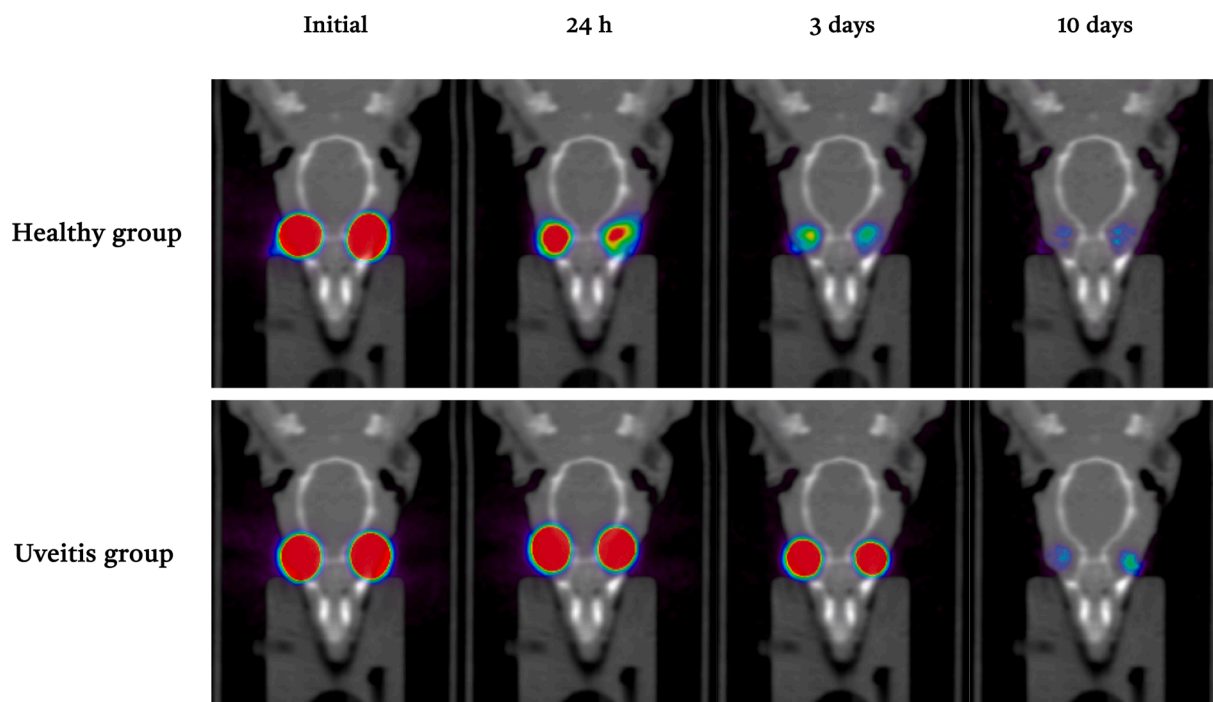 Initial
24 h
3 days
10 days
Healthy group
Uveitis group